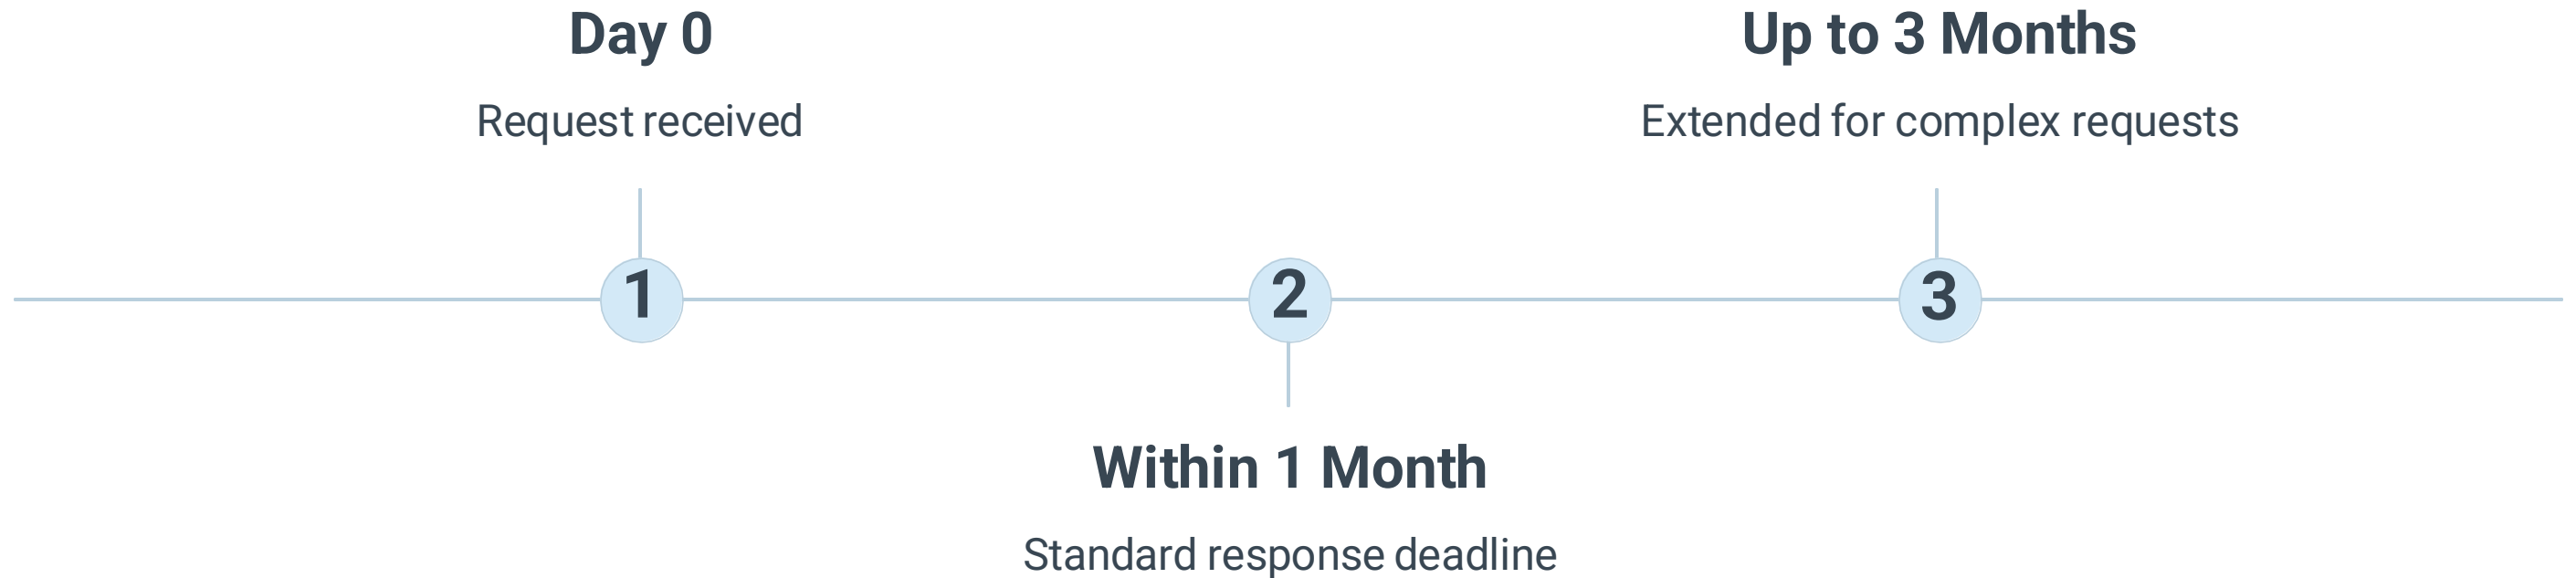 Day 0
Request received
1
2
Within 1 Month
Standard response deadline
Up to 3 Months
Extended for complex requests
3